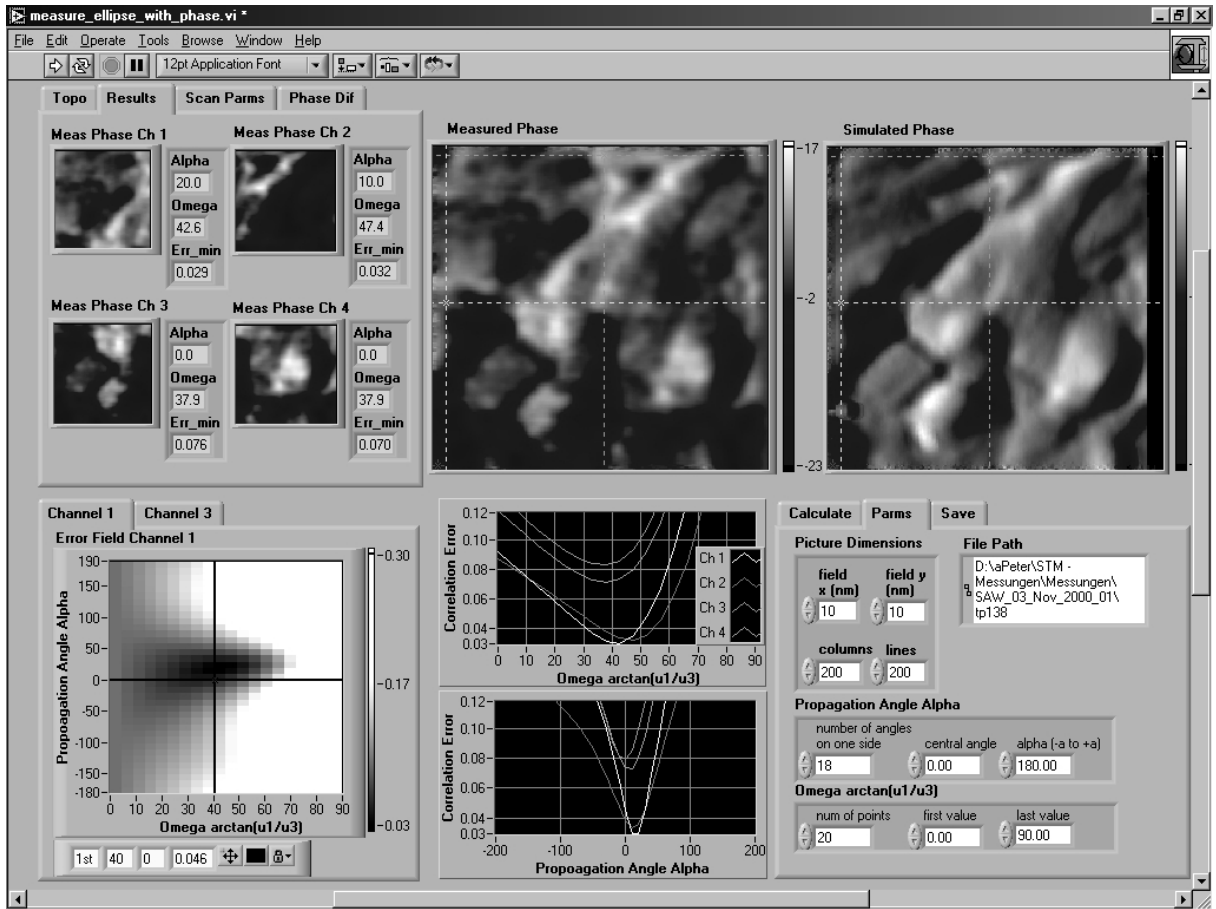 measure_ellipse_with_phase.vi *
File Edit Operate Tools Browse Window Help
12pt Application Font
Topo Results Scan Parms Phase Dif
Meas Phase Ch 1
Alpha
20.0
Omega
42.6
Err_min
0.029
Meas Phase Ch 2
Alpha
10.0
Omega
47.4
Err_min
0.032
Meas Phase Ch 3
Alpha
0.0
Omega
37.9
Err_min
0.076
Meas Phase Ch 4
Alpha
0.0
Omega
37.9
Err_min
0.070
Measured Phase
-17
-2
-23
Simulated Phase
Channel 1 Channel 3
Error Field Channel 1
Propoagation Angle Alpha
190
150
100
50
0
-50
-100
-150
-180
0 10 20 30 40 50 60 70 80 90
Omega arctan(u1/u3)
-0.30
-0.17
-0.03
1st 40 0 0.046
Correlation Error
0.12
0.10
0.08
0.06
0.04
0.03
0 10 20 30 40 50 60 70 80 90
Omega arctan(u1/u3)
Ch 1
Ch 2
Ch 3
Ch 4
Correlation Error
0.12
0.10
0.08
0.06
0.04
0.03
-200 -100 0 100 200
Propoagation Angle Alpha
Calculate Parms Save
Picture Dimensions
field
x (nm)
10
field y
(nm)
10
columns lines
200 200
File Path
D:\aPeter\STM -
Messungen\Messungen\
SAW_03_Nov_2000_01\
tp138
Propagation Angle Alpha
number of angles
on one side
18
central angle
0.00
alpha (-a to +a)
180.00
Omega arctan(u1/u3)
num of points first value last value
20 0.00 90.00